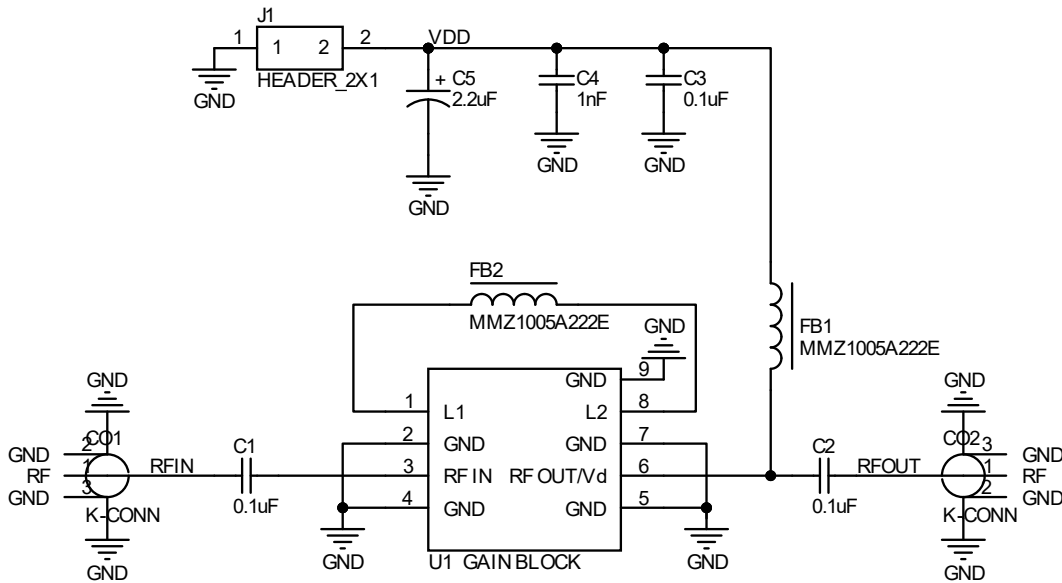 J1
1
1 2
2
VDD
HEADER_2X1
GND
+ C5
2.2uF
GND
C4
1nF
GND
C3
0.1uF
GND
FB2
MMZ1005A222E
FB1
MMZ1005A222E
GND
GND 9
1 L1
L2 8
2 GND
GND 7
3 RF IN
RF OUT/Vd 6
4 GND
GND 5
U1 GAIN BLOCK
GND
GND
GND
CO1
GND 2
RF 1
GND 3
K-CONN
GND
RFIN
C1
0.1uF
C2
0.1uF
RFOUT
GND
CO2
3 GND
1 RF
2 GND
K-CONN
GND